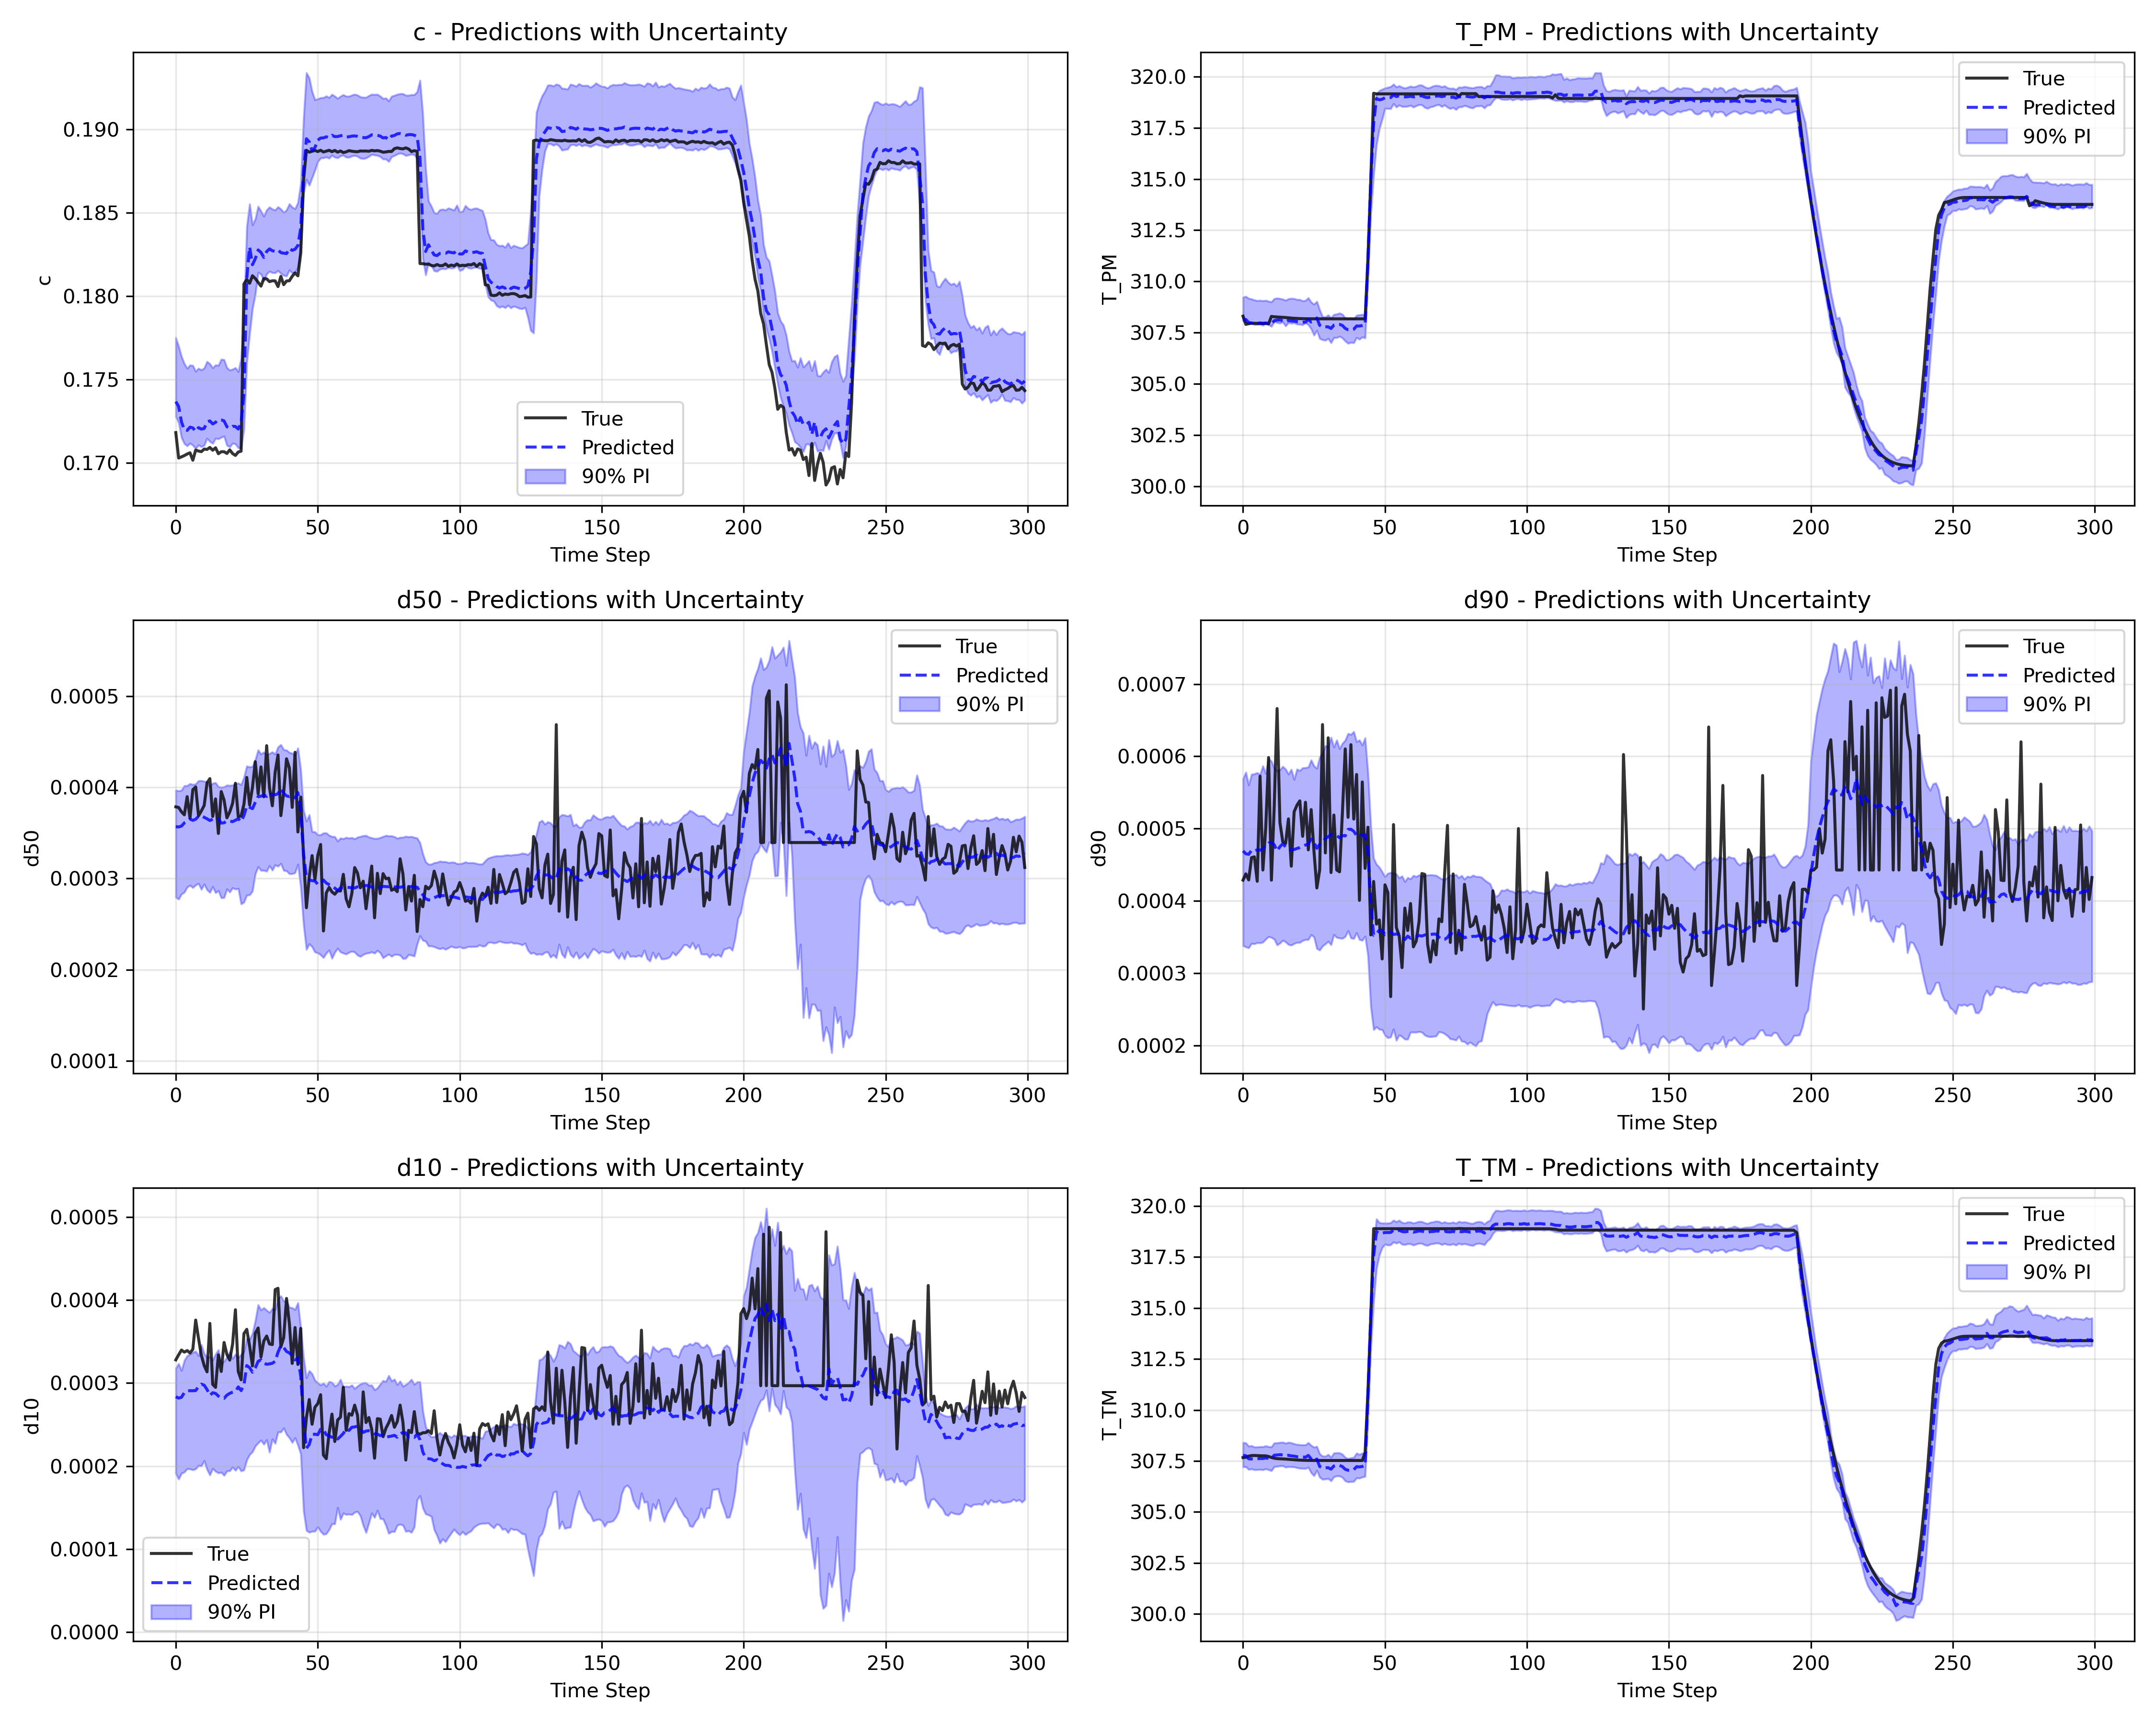 c - Predictions with Uncertainty
c
0.190
0.185
0.180
0.175
0.170
True
Predicted
90% PI
0 50 100 150 200 250 300
Time Step
T_PM - Predictions with Uncertainty
T_PM
320.0
317.5
315.0
312.5
310.0
307.5
305.0
302.5
300.0
True
Predicted
90% PI
0 50 100 150 200 250 300
Time Step
d50 - Predictions with Uncertainty
d50
0.0005
0.0004
0.0003
0.0002
0.0001
True
Predicted
90% PI
0 50 100 150 200 250 300
Time Step
d90 - Predictions with Uncertainty
d90
0.0007
0.0006
0.0005
0.0004
0.0003
0.0002
True
Predicted
90% PI
0 50 100 150 200 250 300
Time Step
d10 - Predictions with Uncertainty
d10
0.0005
0.0004
0.0003
0.0002
0.0001
0.0000
True
Predicted
90% PI
0 50 100 150 200 250 300
Time Step
T_TM - Predictions with Uncertainty
T_TM
320.0
317.5
315.0
312.5
310.0
307.5
305.0
302.5
300.0
True
Predicted
90% PI
0 50 100 150 200 250 300
Time Step